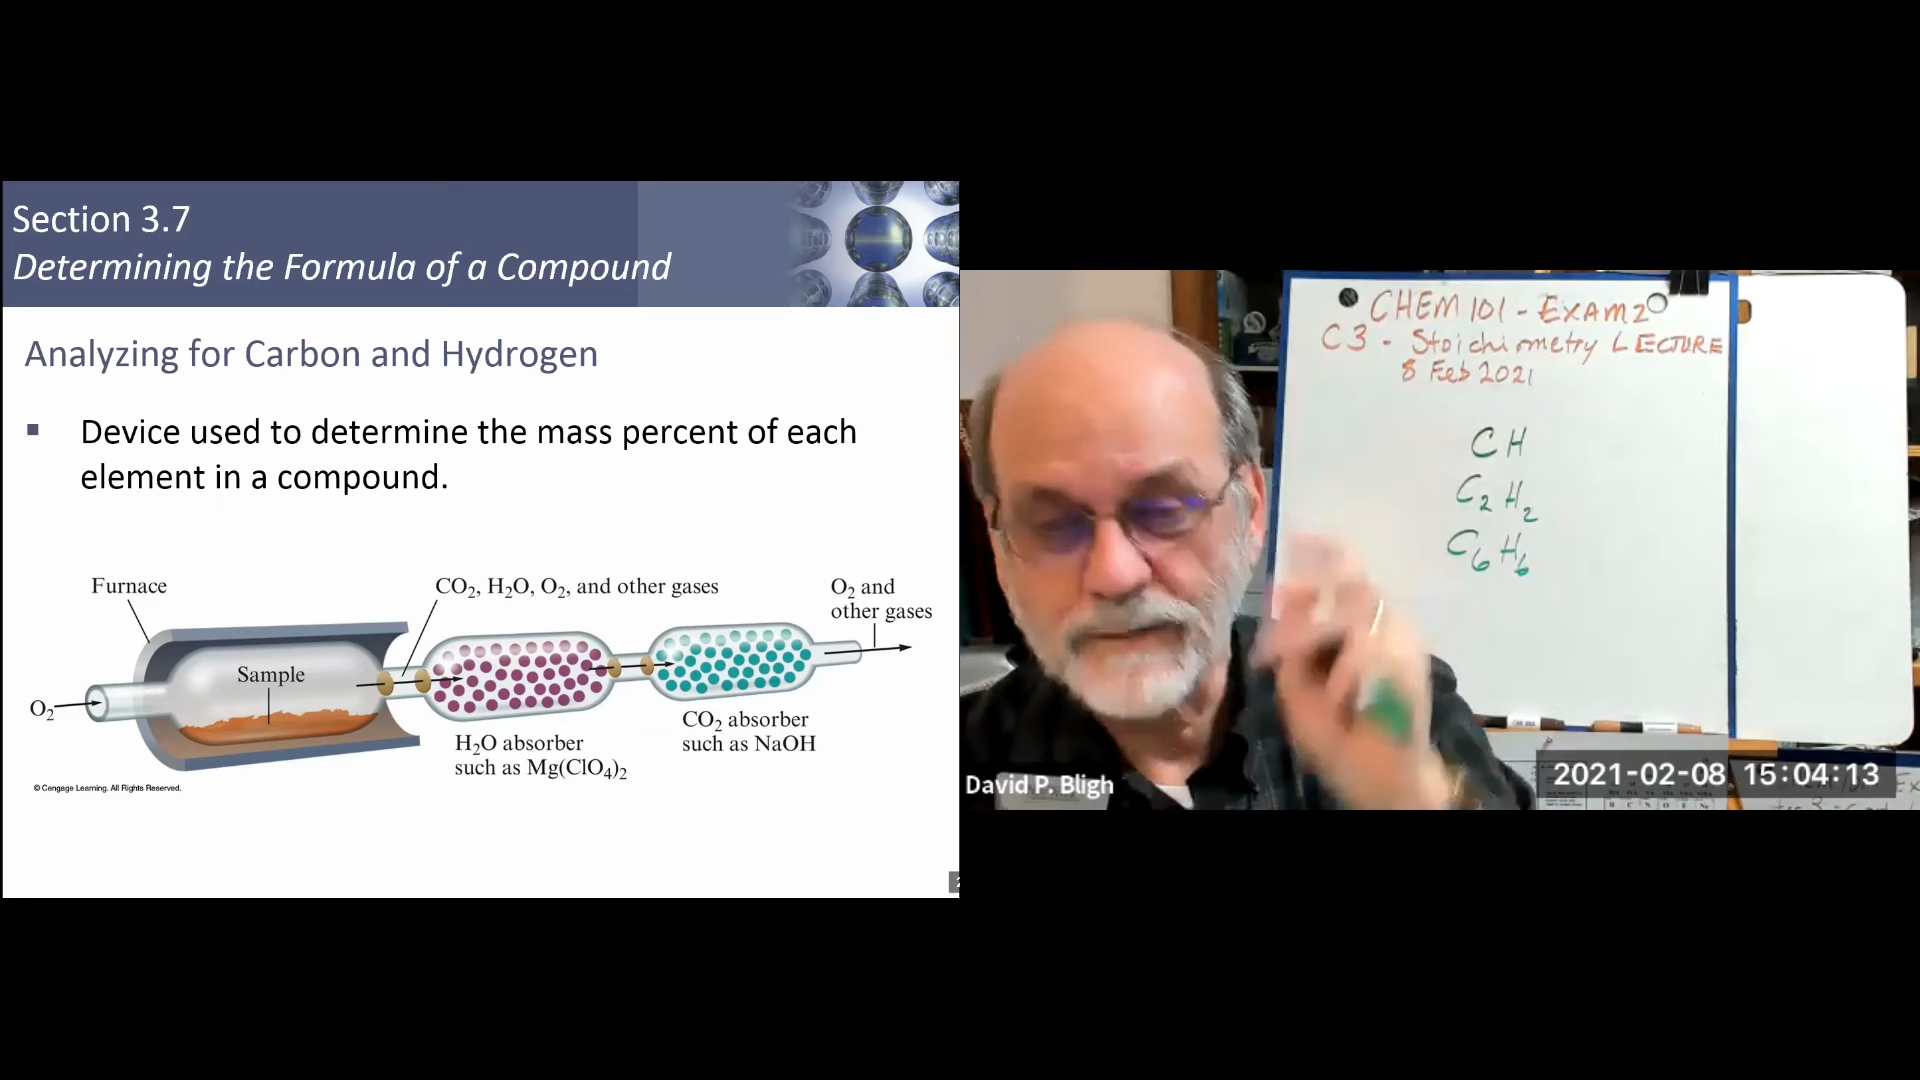 Section 3.7
Determining the Formula of a Compound
Analyzing for Carbon and Hydrogen
▪ Device used to determine the mass percent of each
element in a compound.
Furnace
CO₂, H₂O, O₂, and other gases
O₂ and
other gases
Sample
O₂
H₂O absorber
such as Mg(ClO₄)₂
CO₂ absorber
such as NaOH
© Cengage Learning. All Rights Reserved.
CHEM 101 - EXAM 2
C3 - Stoichiometry LECTURE
8 Feb 2021
CH
C₂H₂
C₆H₆
David P. Bligh
2021-02-08 15:04:13